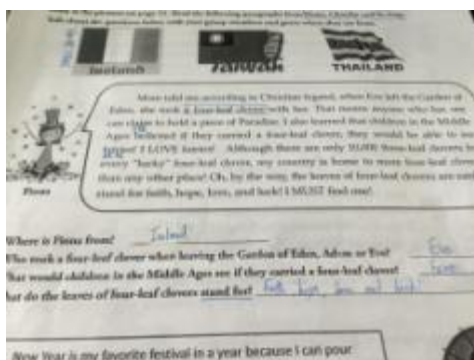 Ireland TAIWAN THAILAND
Mom told me according to Christian legend, when Eve left the Garden of
Eden, she took a four-leaf clover with her. That means anyone who has one
can claim to hold a piece of Paradise. I also learned that children in the Middle
Ages believed if they carried a four-leaf clover, they would be able to see
fairies! I LOVE fairies! Although there are only 10,000 three-leaf clovers to
every "lucky" four-leaf clover, my country is home to more four-leaf clovers
than any other place! Oh, by the way, the leaves of four-leaf clovers are said
stand for faith, hope, love, and luck! I MUST find one!
Fiona
Where is Fiona from? Ireland
Who took a four-leaf clover when leaving the Garden of Eden, Adam or Eve? Eve
What would children in the Middle Ages see if they carried a four-leaf clover?
hat do the leaves of four-leaf clovers stand for? Faith, hope, love and luck!
New Year is my favorite festival in a year because I can pour